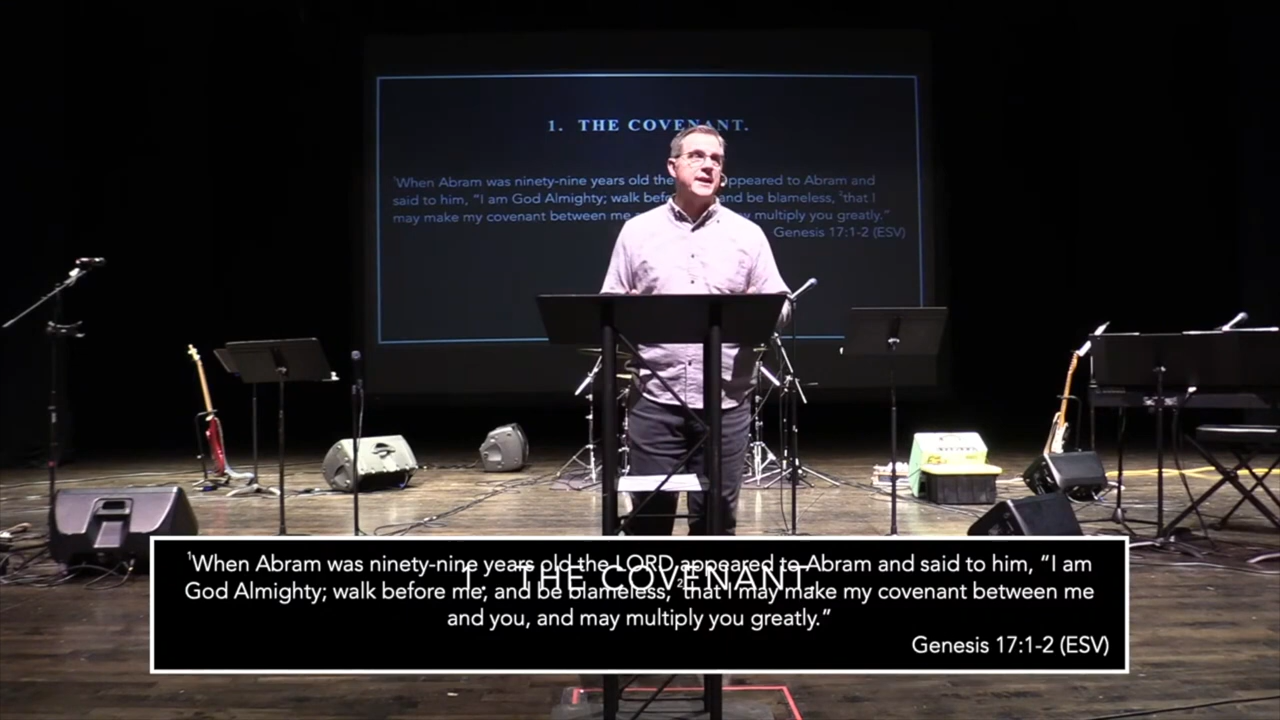 1. THE COVENANT.
¹When Abram was ninety-nine years old the appeared to Abram and
said to him, “I am God Almighty; walk before and be blameless, ²that I
may make my covenant between me may multiply you greatly.”
Genesis 17:1-2 (ESV)
¹When Abram was ninety-nine years old the LORD appeared to Abram and said to him, “I am
1. THE COVENANT.
God Almighty; walk before me, and be blameless, ²that I may make my covenant between me
and you, and may multiply you greatly.”
Genesis 17:1-2 (ESV)